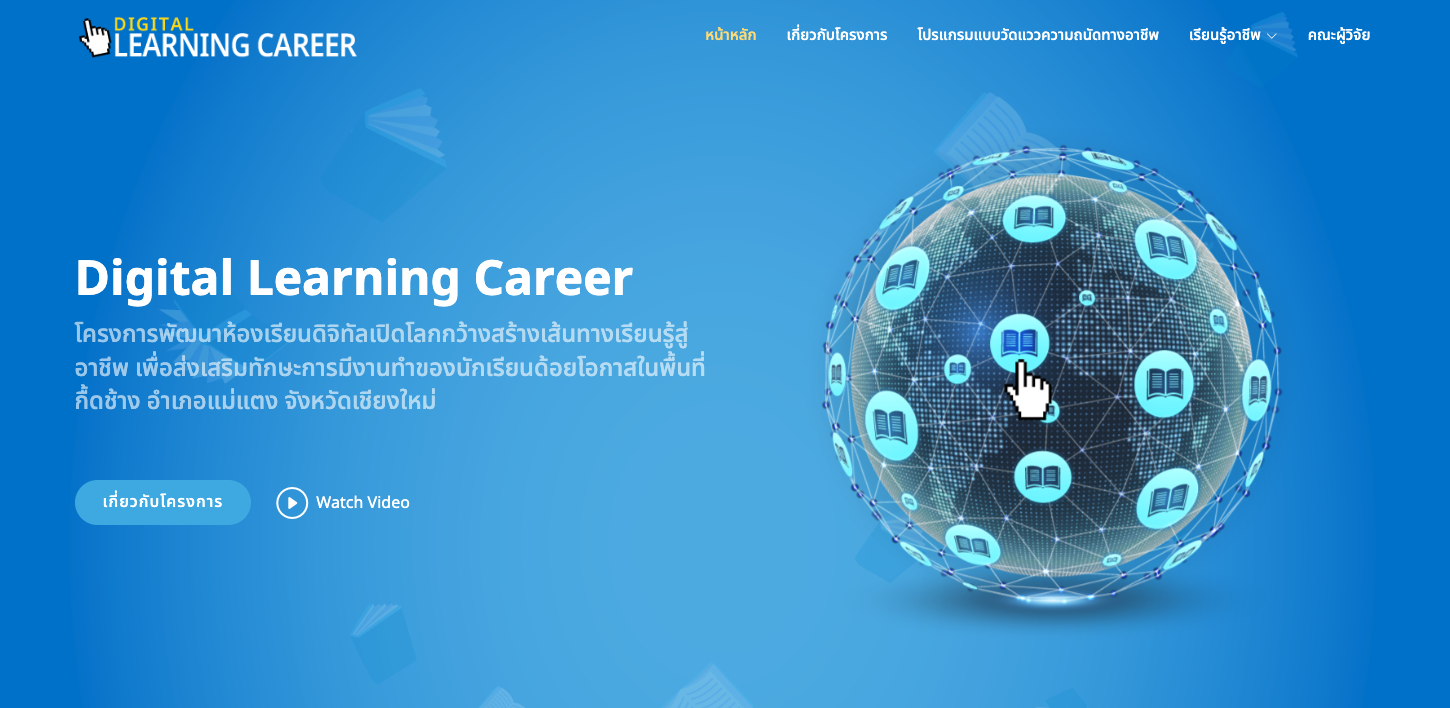 DIGITAL
LEARNING CAREER
หน้าหลัก เกี่ยวกับโครงการ โปรแกรมแบบวัดแววความถนัดทางอาชีพ เรียนรู้อาชีพ คณะผู้วิจัย
Digital Learning Career
โครงการพัฒนาห้องเรียนดิจิทัลเปิดโลกกว้างสร้างเส้นทางเรียนรู้สู่
อาชีพ เพื่อส่งเสริมทักษะการมีงานทำของนักเรียนด้อยโอกาสในพื้นที่
กื้ดช้าง อำเภอแม่แตง จังหวัดเชียงใหม่
เกี่ยวกับโครงการ Watch Video